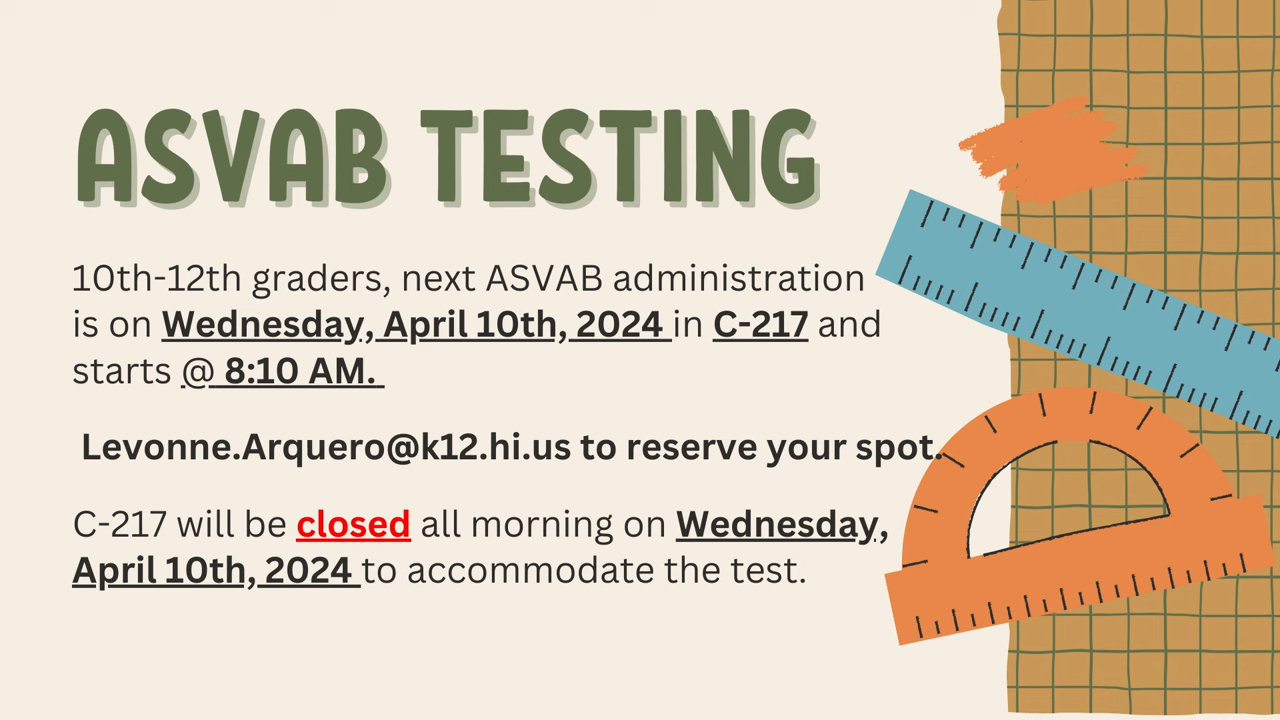 ASVAB TESTING
10th-12th graders, next ASVAB administration
is on Wednesday, April 10th, 2024 in C-217 and
starts @ 8:10 AM.
Levonne.Arquero@k12.hi.us to reserve your spot.
C-217 will be closed all morning on Wednesday,
April 10th, 2024 to accommodate the test.